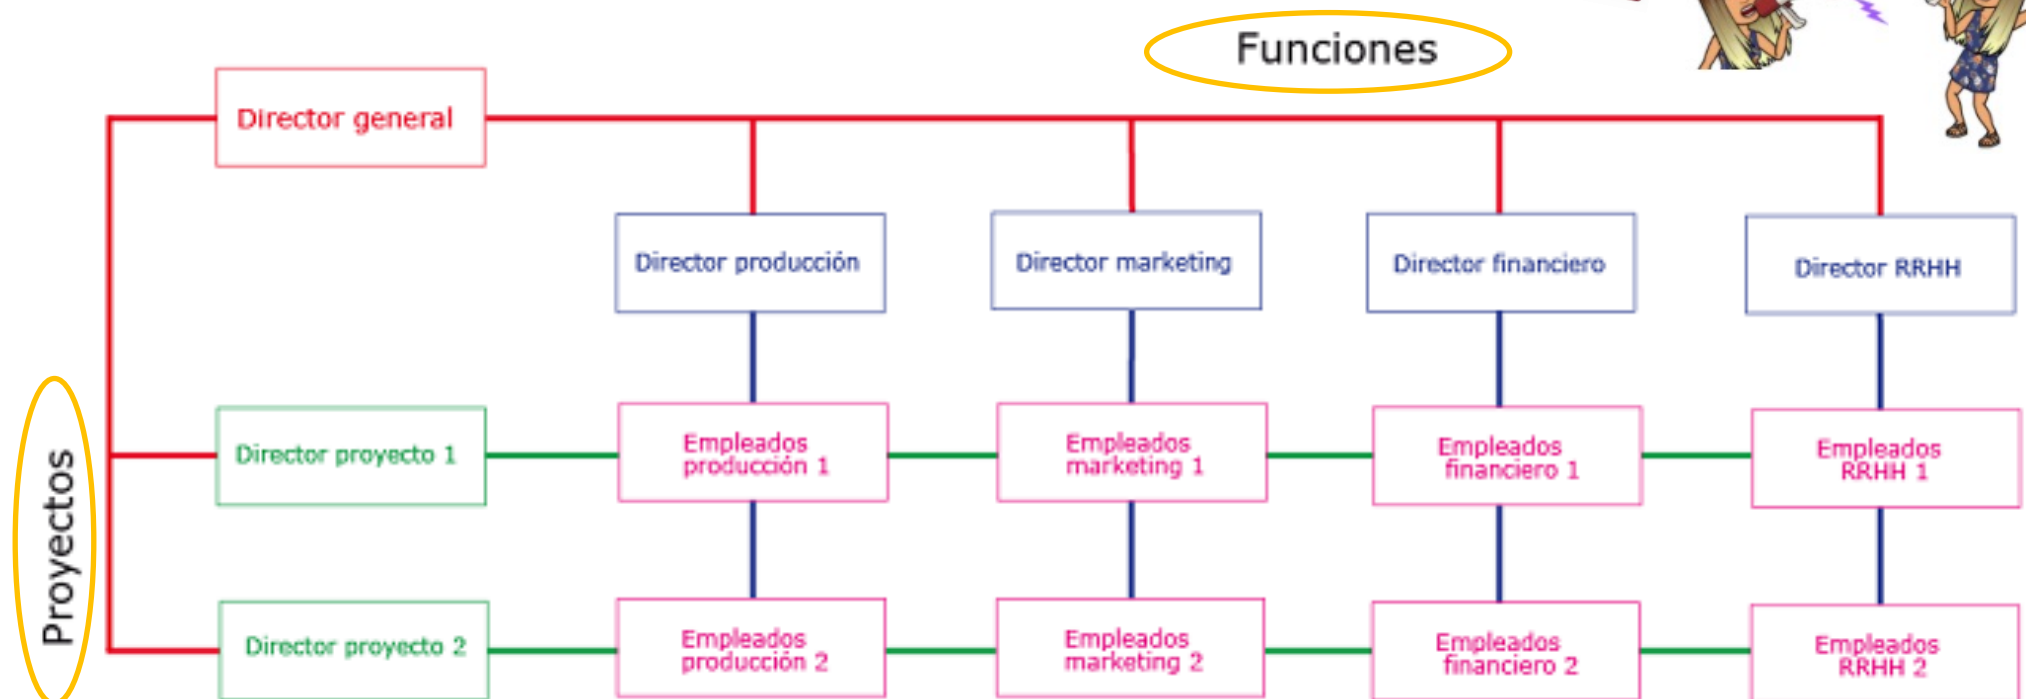 Funciones
Director general
Director producción
Director marketing
Director financiero
Director RRHH
Proyectos
Director proyecto 1
Empleados
producción 1
Empleados
marketing 1
Empleados
financiero 1
Empleados
RRHH 1
Director proyecto 2
Empleados
producción 2
Empleados
marketing 2
Empleados
financiero 2
Empleados
RRHH 2